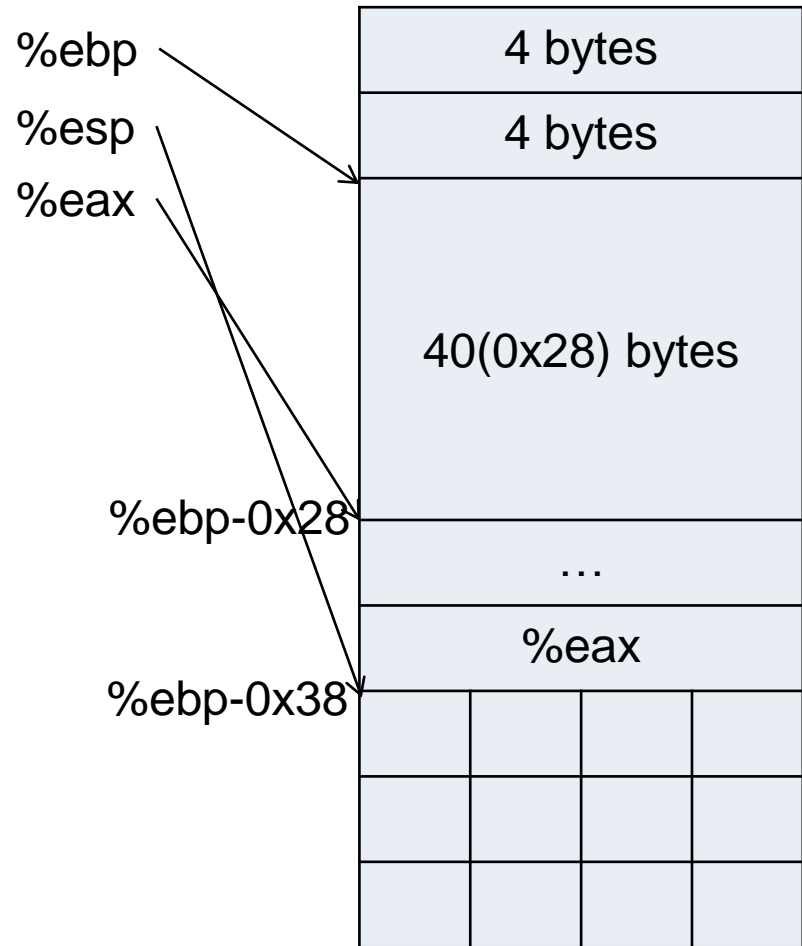 %ebp
4 bytes
%esp
4 bytes
%eax
40(0x28) bytes
%ebp-0x28
...
%eax
%ebp-0x38